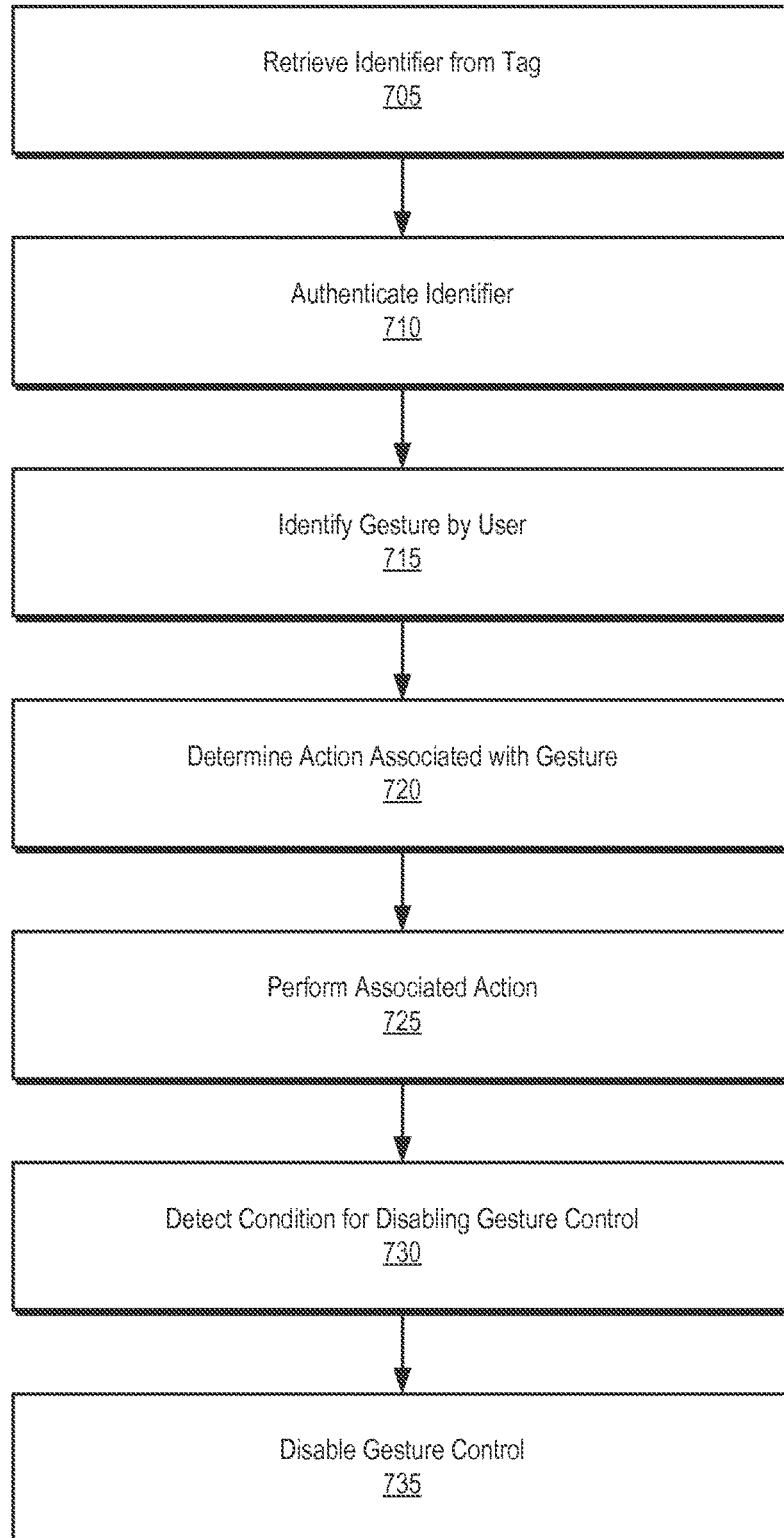 Retrieve Identifier from Tag
705
Authenticate Identifier
710
Identify Gesture by User
715
Determine Action Associated with Gesture
720
Perform Associated Action
725
Detect Condition for Disabling Gesture Control
730
Disable Gesture Control
735